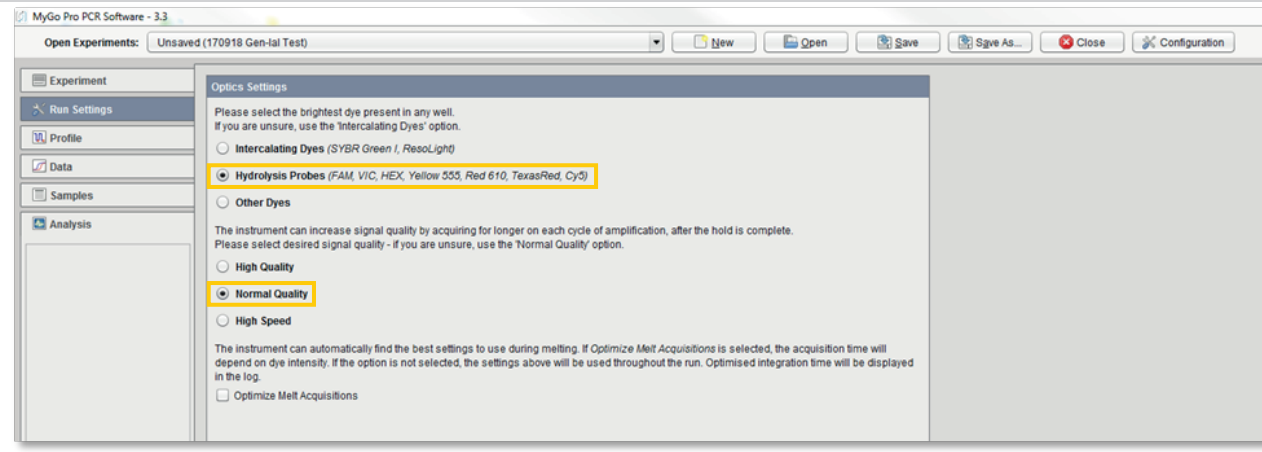 MyGo Pro PCR Software - 3.3
Open Experiments: Unsaved (170918 Gen-Ial Test) New Open Save Save As... Close Configuration
Experiment
Run Settings
Profile
Data
Samples
Analysis
Optics Settings
Please select the brightest dye present in any well.
If you are unsure, use the 'Intercalating Dyes' option.
Intercalating Dyes (SYBR Green I, ResoLight)
Hydrolysis Probes (FAM, VIC, HEX, Yellow 555, Red 610, TexasRed, Cy5)
Other Dyes
The instrument can increase signal quality by acquiring for longer on each cycle of amplification, after the hold is complete.
Please select desired signal quality - if you are unsure, use the 'Normal Quality' option.
High Quality
Normal Quality
High Speed
The instrument can automatically find the best settings to use during melting. If Optimize Melt Acquisitions is selected, the acquisition time will
depend on dye intensity. If the option is not selected, the settings above will be used throughout the run. Optimised integration time will be displayed
in the log.
Optimize Melt Acquisitions